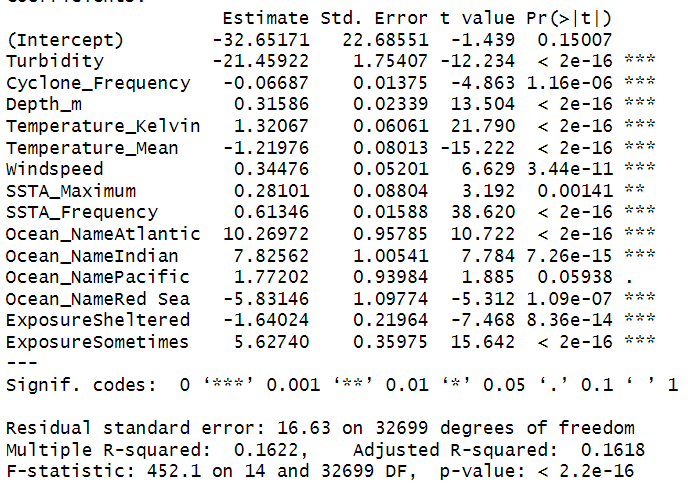 Coefficients:
                    Estimate Std. Error t value Pr(>|t|)
(Intercept)        -32.65171   22.68551  -1.439  0.15007
Turbidity          -21.45922    1.75407 -12.234  < 2e-16 ***
Cyclone_Frequency   -0.06687    0.01375  -4.863 1.16e-06 ***
Depth_m              0.31586    0.02339  13.504  < 2e-16 ***
Temperature_Kelvin   1.32067    0.06061  21.790  < 2e-16 ***
Temperature_Mean    -1.21976    0.08013 -15.222  < 2e-16 ***
Windspeed            0.34476    0.05201   6.629 3.44e-11 ***
SSTA_Maximum         0.28101    0.08804   3.192  0.00141 **
SSTA_Frequency       0.61346    0.01588  38.620  < 2e-16 ***
Ocean_NameAtlantic  10.26972    0.95785  10.722  < 2e-16 ***
Ocean_NameIndian     7.82562    1.00541   7.784 7.26e-15 ***
Ocean_NamePacific    1.77202    0.93984   1.885  0.05938 .
Ocean_NameRed Sea   -5.83146    1.09774  -5.312 1.09e-07 ***
ExposureSheltered   -1.64024    0.21964  -7.468 8.36e-14 ***
ExposureSometimes    5.62740    0.35975  15.642  < 2e-16 ***
---
Signif. codes:  0 ‘***’ 0.001 ‘**’ 0.01 ‘*’ 0.05 ‘.’ 0.1 ‘ ’ 1

Residual standard error: 16.63 on 32699 degrees of freedom
Multiple R-squared:  0.1622,    Adjusted R-squared:  0.1618
F-statistic: 452.1 on 14 and 32699 DF,  p-value: < 2.2e-16